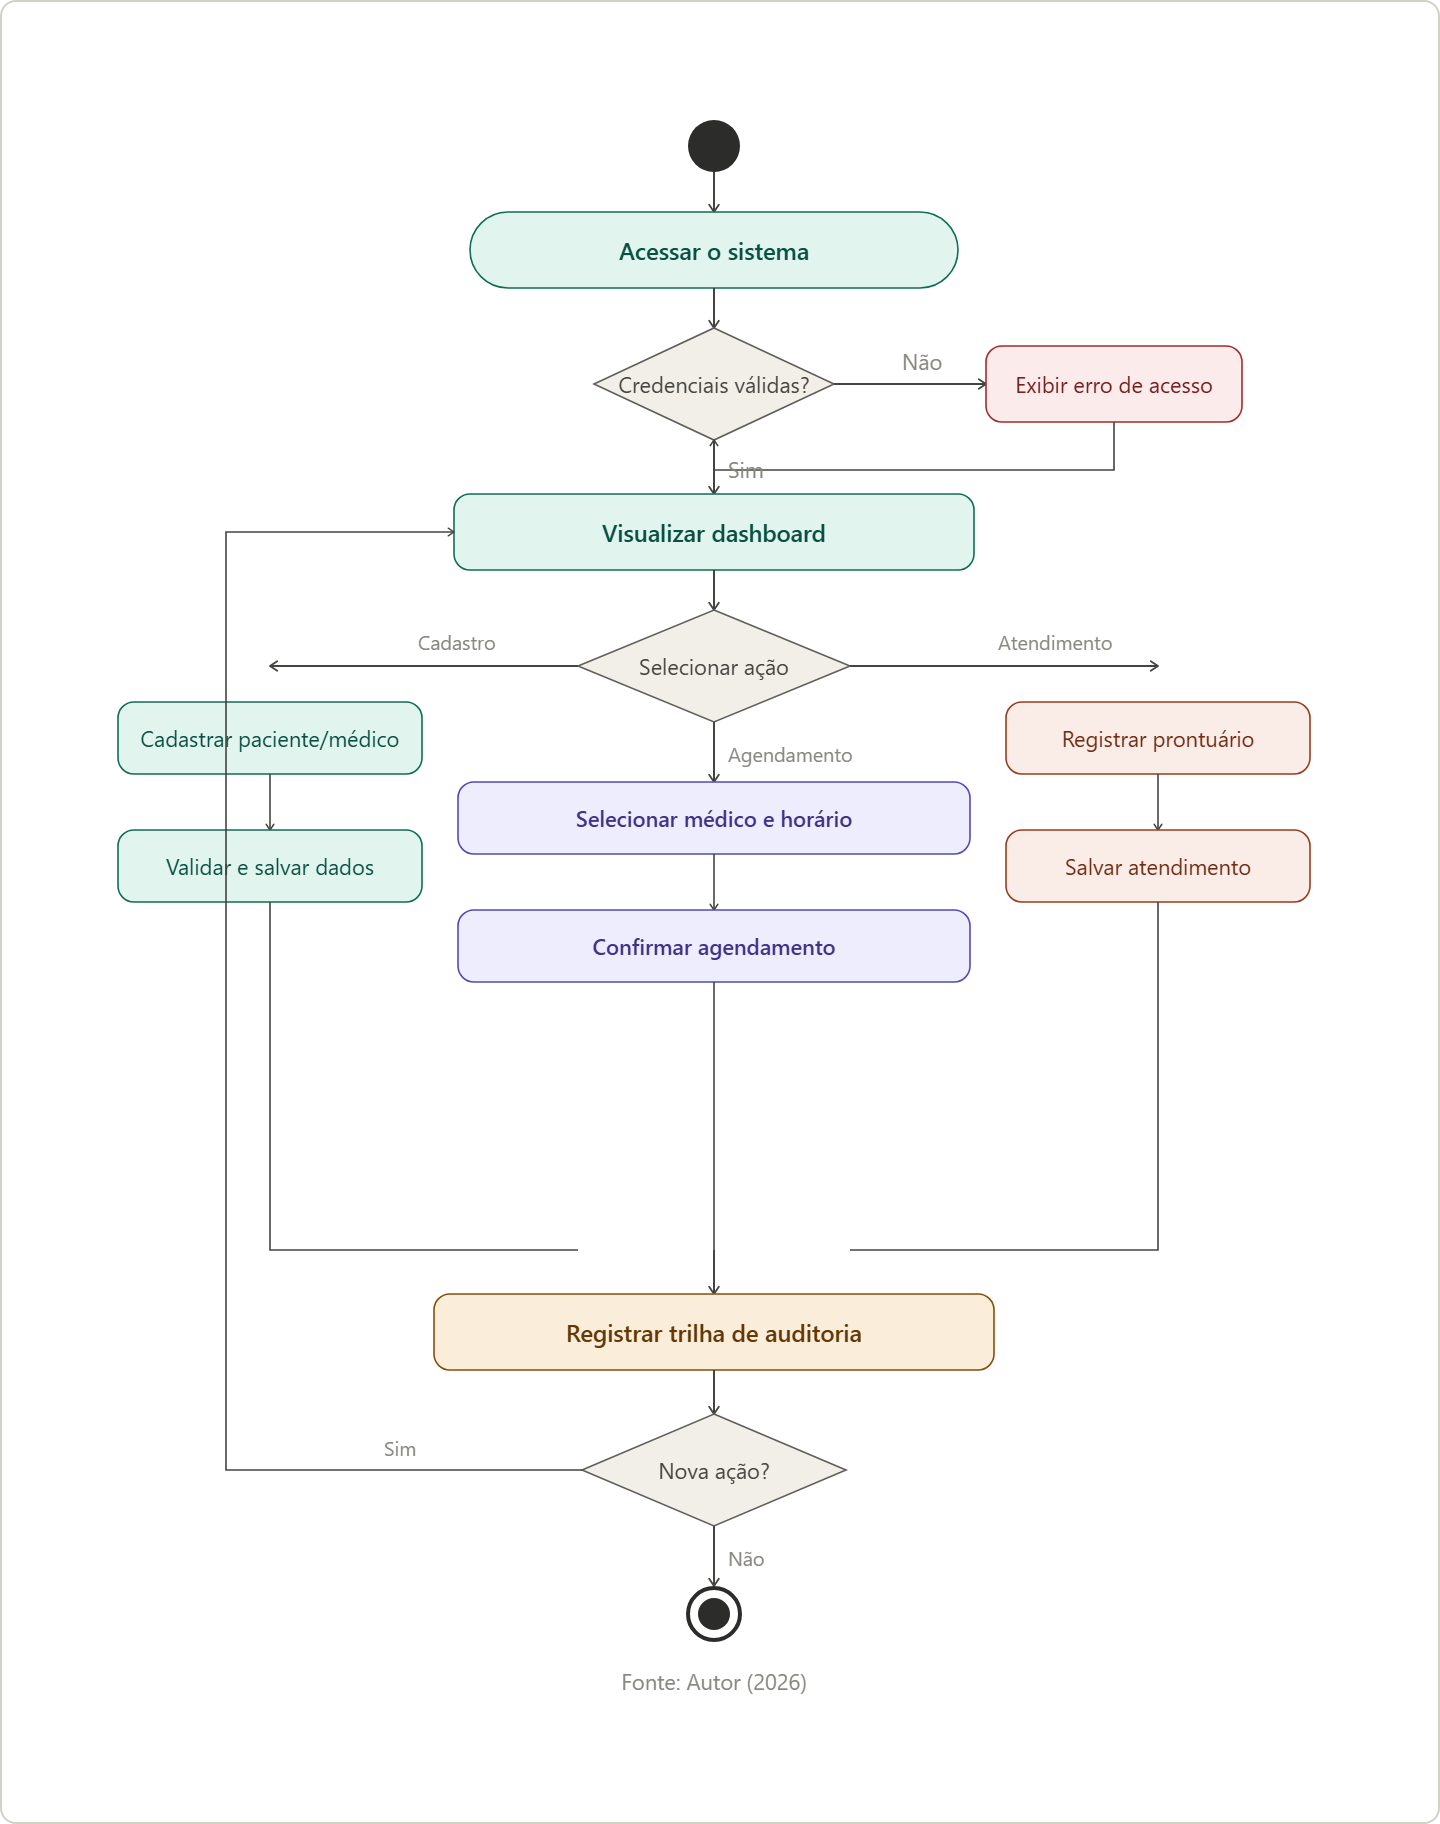 Acessar o sistema
Credenciais válidas?
Não
Exibir erro de acesso
Sim
Visualizar dashboard
Cadastro
Selecionar ação
Atendimento
Cadastrar paciente/médico
Agendamento
Registrar prontuário
Selecionar médico e horário
Validar e salvar dados
Salvar atendimento
Confirmar agendamento
Registrar trilha de auditoria
Sim
Nova ação?
Não
Fonte: Autor (2026)